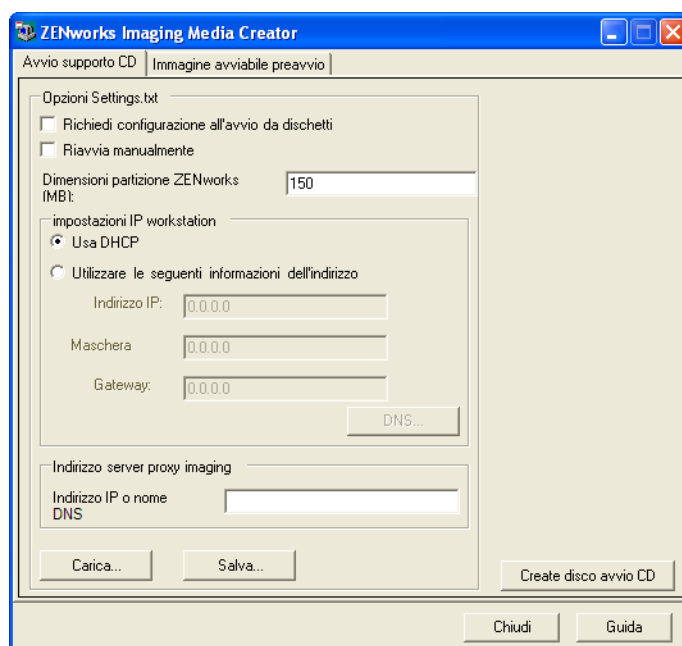 ZENworks Imaging Media Creator
Avvio supporto CD
Immagine avviabile preavvio
Opzioni Settings.txt
Richiedi configurazione all'avvio da dischetti
Riavvia manualmente
Dimensioni partizione ZENworks
(MB):
150
impostazioni IP workstation
Usa DHCP
Utilizzare le seguenti informazioni dell'indirizzo
Indirizzo IP:
0.0.0.0
Maschera
0.0.0.0
Gateway:
0.0.0.0
DNS...
Indirizzo server proxy imaging
Indirizzo IP o nome
DNS
Carica...
Salva...
Create disco avvio CD
Chiudi
Guida